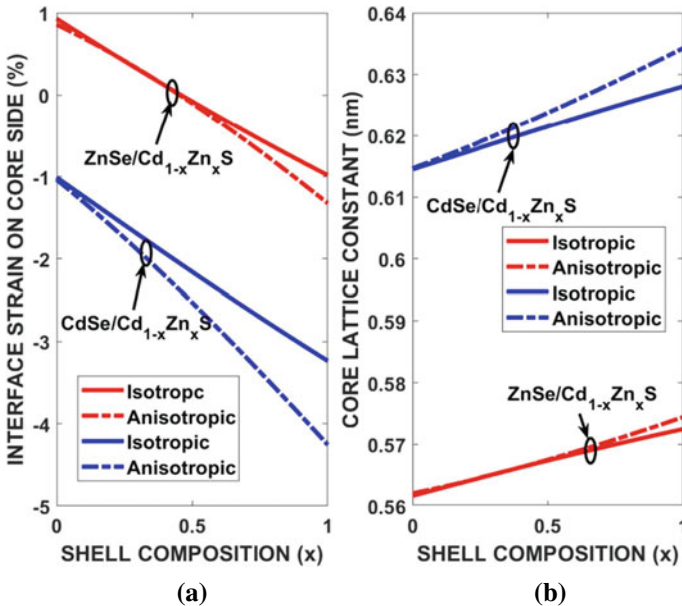 INTERFACE STRAIN ON CORE SIDE (%)
1
0
-1
-2
-3
-4
-5
ZnSe/Cd1-xZnxS
CdSe/Cd1-xZnxS
Isotropc
Anisotropic
Isotropic
Anisotropic
0
0.5
1
SHELL COMPOSITION (x)
(a)
CORE LATTICE CONSTANT (nm)
0.64
0.63
0.62
0.61
0.6
0.59
0.58
0.57
0.56
CdSe/Cd1-xZnxS
Isotropic
Anisotropic
Isotropic
Anisotropic
ZnSe/Cd1-xZnxS
0
0.5
1
SHELL COMPOSITION (x)
(b)